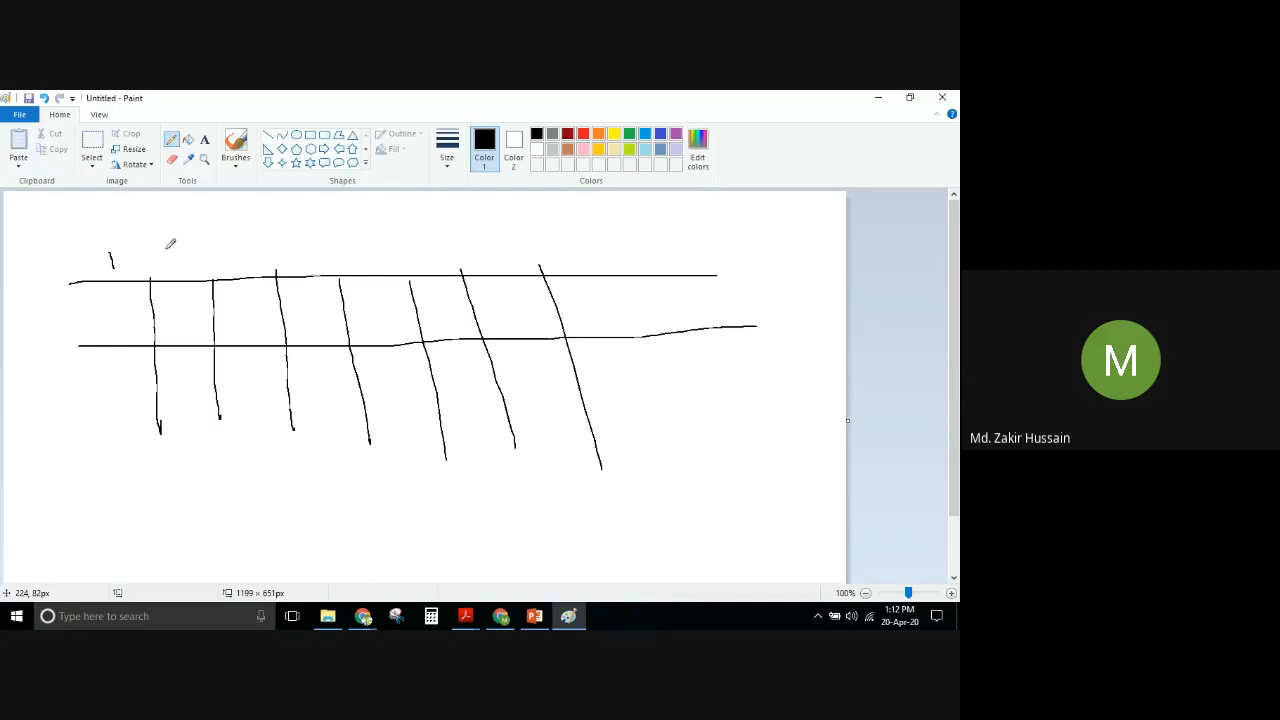 Untitled - Paint
File Home View
Cut
Copy
Paste
Clipboard
Crop
Resize
Rotate
Select
Image
Tools
Brushes
Outline
Fill
Shapes
Size
Color 1
Color 2
Edit colors
Colors
224, 82px
1199 × 651px
100%
Type here to search
1:12 PM
20-Apr-20
M
Md. Zakir Hussain